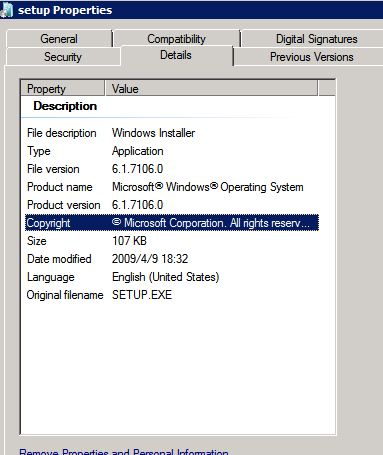 setup Properties
General Compatibility Digital Signatures
Security Details Previous Versions
Property Value
Description
File description Windows Installer
Type Application
File version 6.1.7106.0
Product name Microsoft® Windows® Operating System
Product version 6.1.7106.0
Copyright © Microsoft Corporation. All rights reserv...
Size 107 KB
Date modified 2009/4/9 18:32
Language English (United States)
Original filename SETUP.EXE
Remove Properties and Personal Information